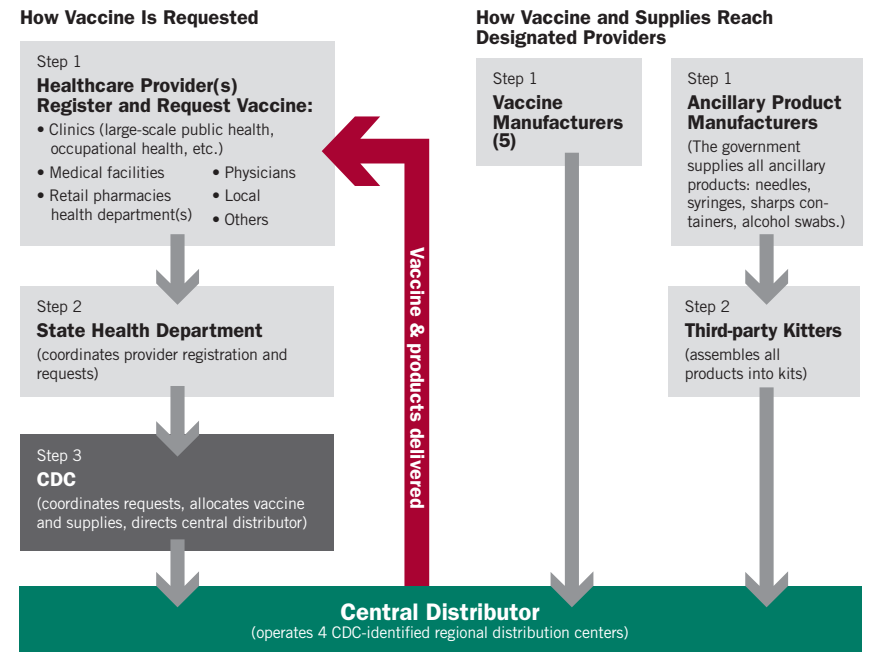 How Vaccine Is Requested
Step 1
Healthcare Provider(s)
Register and Request Vaccine:
• Clinics (large-scale public health,
occupational health, etc.)
• Medical facilities
• Retail pharmacies
health department(s)
• Physicians
• Local
• Others
Step 2
State Health Department
(coordinates provider registration and
requests)
Step 3
CDC
(coordinates requests, allocates vaccine
and supplies, directs central distributor)
Vaccine & products delivered
How Vaccine and Supplies Reach
Designated Providers
Step 1
Vaccine
Manufacturers
(5)
Step 1
Ancillary Product
Manufacturers
(The government
supplies all ancillary
products: needles,
syringes, sharps con-
tainers, alcohol swabs.)
Step 2
Third-party Kitters
(assembles all
products into kits)
Central Distributor
(operates 4 CDC-identified regional distribution centers)